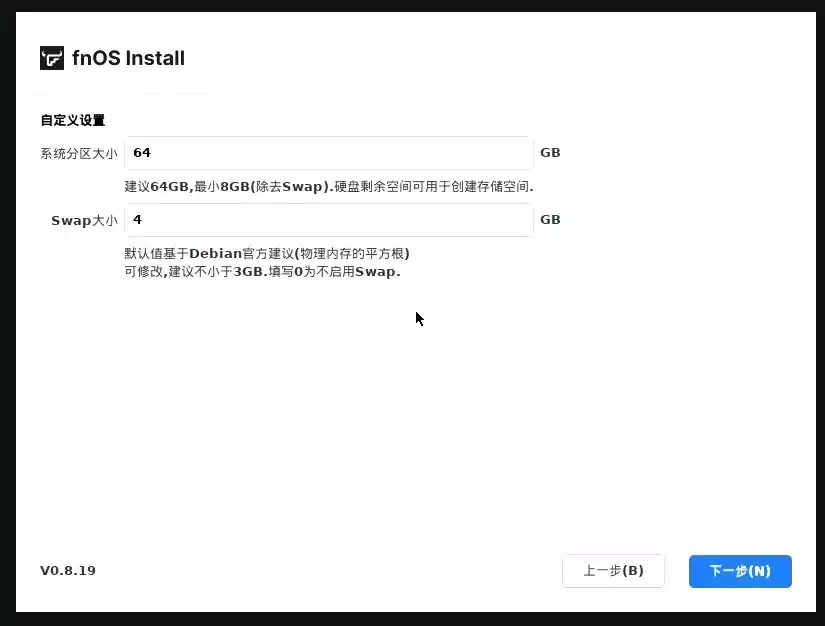 fnOS Install
自定义设置
系统分区大小 64 GB
建议64GB,最小8GB(除去Swap).硬盘剩余空间可用于创建存储空间.
Swap大小 4 GB
默认值基于Debian官方建议(物理内存的平方根)
可修改,建议不小于3GB.填写0为不启用Swap.
V0.8.19 上一步(B) 下一步(N)